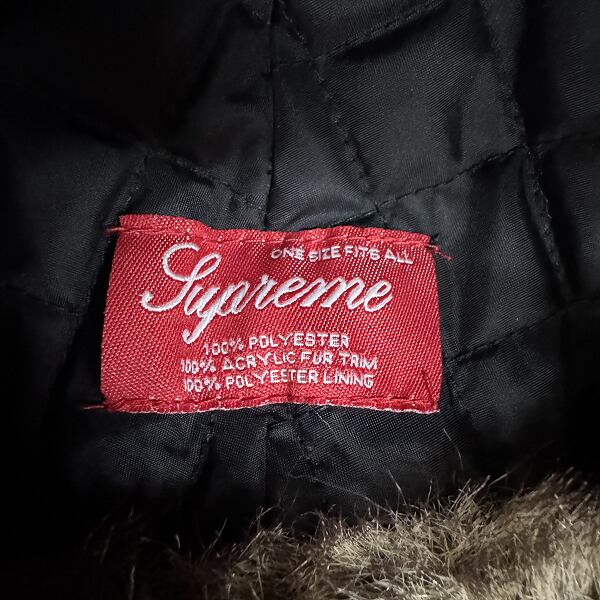 ONE SIZE FITS ALL
Supreme
100% POLYESTER
100% ACRYLIC FUR TRIM
100% POLYESTER LINING